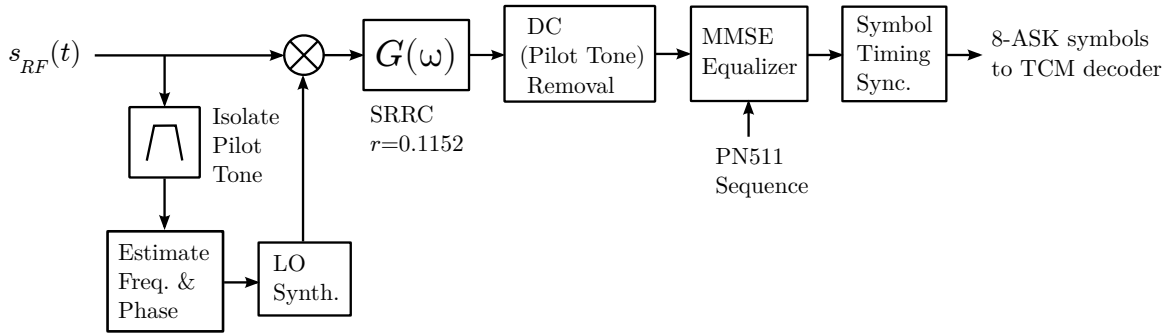 s_RF(t)
G(ω)
SRRC
r=0.1152
DC
(Pilot Tone)
Removal
MMSE
Equalizer
PN511
Sequence
Symbol
Timing
Sync.
8-ASK symbols
to TCM decoder
Isolate
Pilot
Tone
Estimate
Freq. &
Phase
LO
Synth.